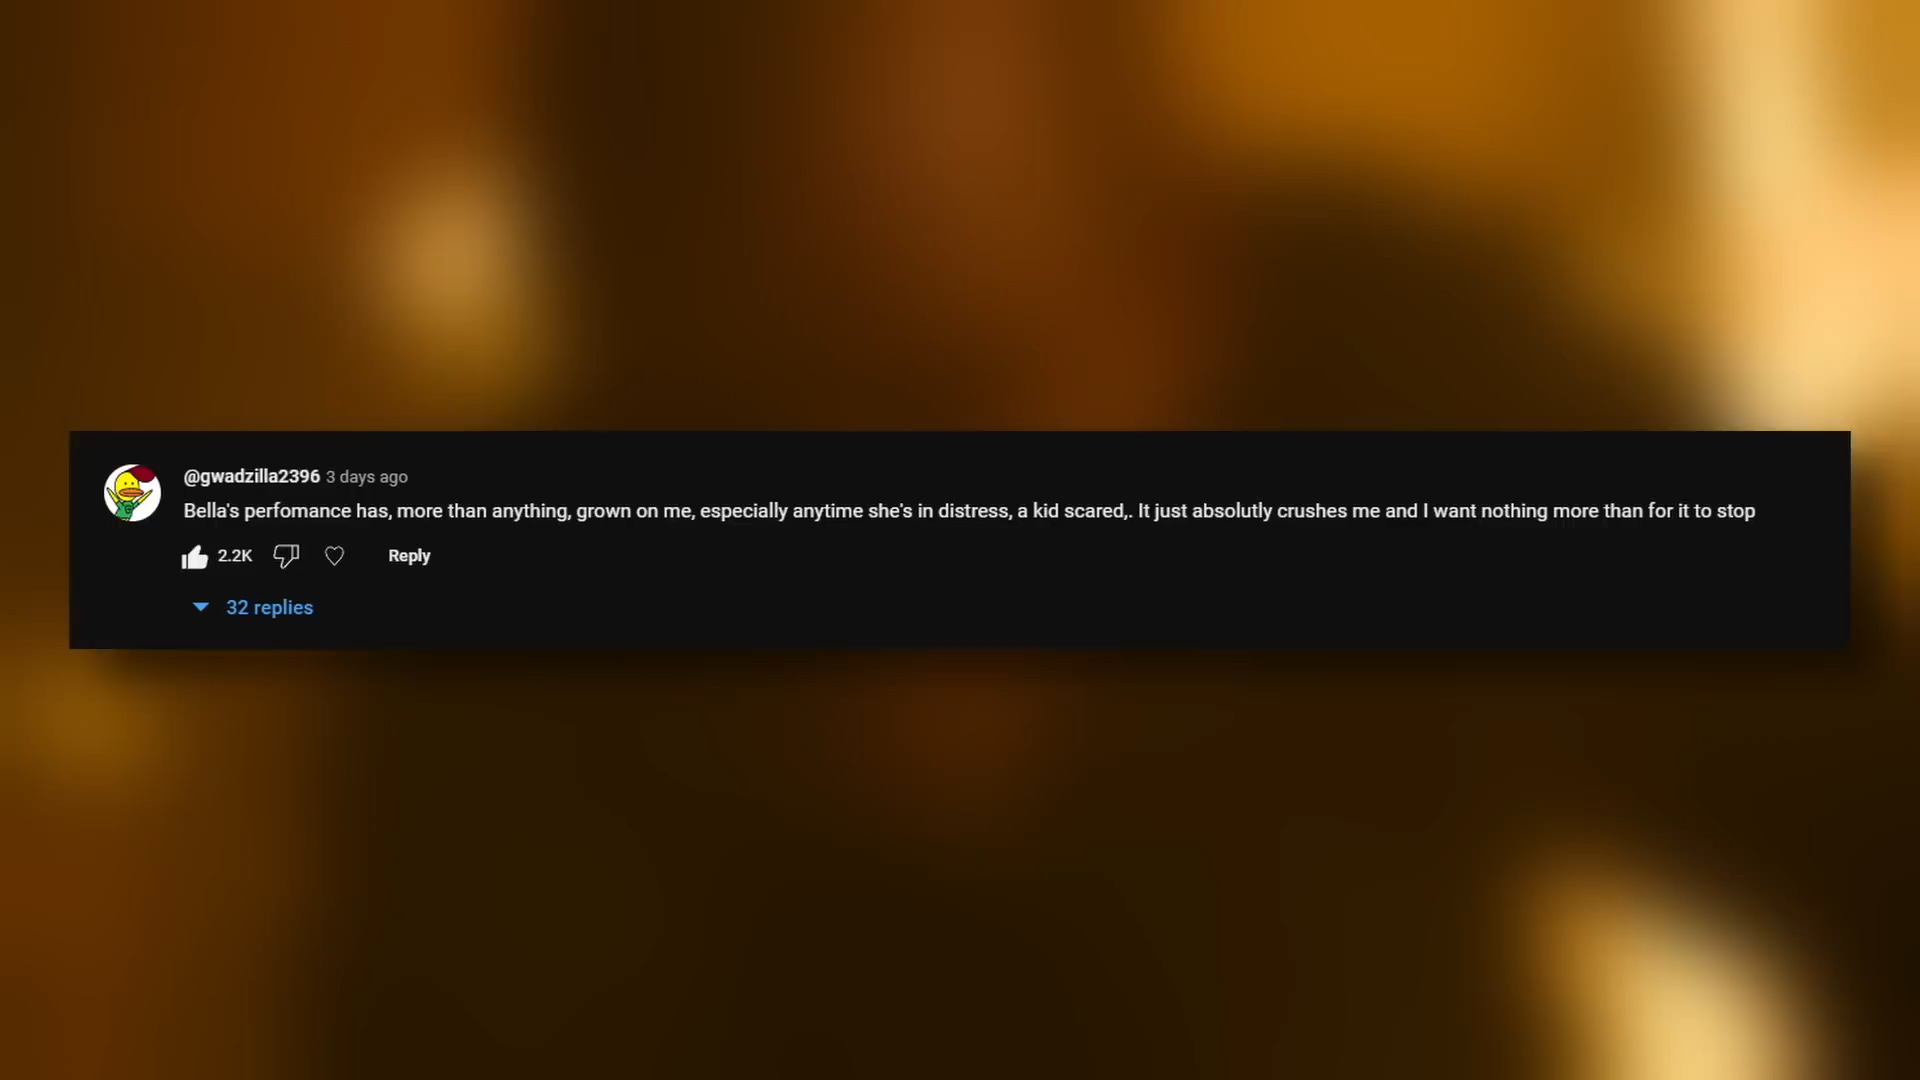 @gwadzilla2396 3 days ago
Bella's perfomance has, more than anything, grown on me, especially anytime she's in distress, a kid scared,. It just absolutly crushes me and I want nothing more than for it to stop
2.2K Reply
32 replies